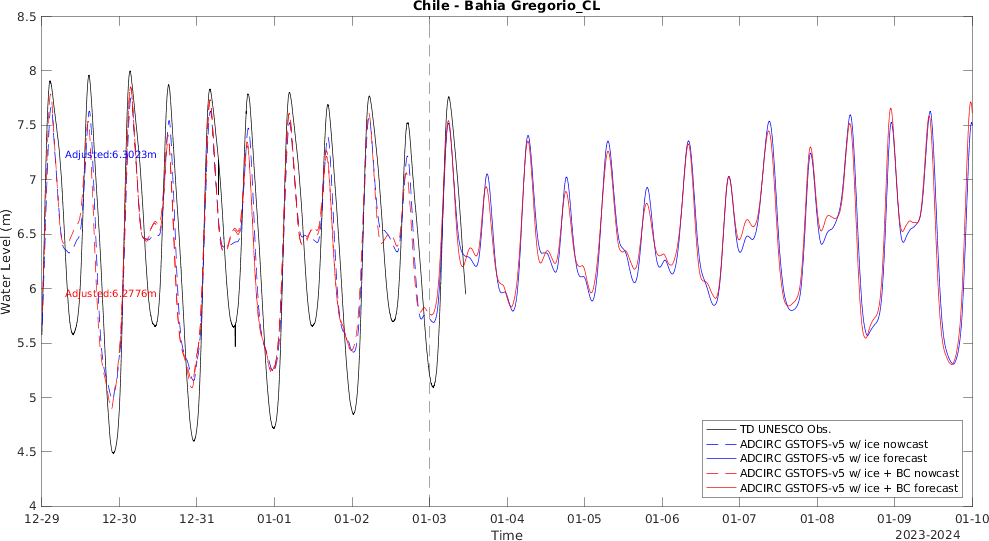 Chile - Bahia Gregorio_CL
8.5
8
7.5
7
6.5
6
5.5
5
4.5
4
Water Level (m)
Adjusted:6.3023m
Adjusted:6.2776m
TD UNESCO Obs.
ADCIRC GSTOFS-v5 w/ ice nowcast
ADCIRC GSTOFS-v5 w/ ice forecast
ADCIRC GSTOFS-v5 w/ ice + BC nowcast
ADCIRC GSTOFS-v5 w/ ice + BC forecast
12-29 12-30 12-31 01-01 01-02 01-03 01-04 01-05 01-06 01-07 01-08 01-09 01-10
Time
2023-2024